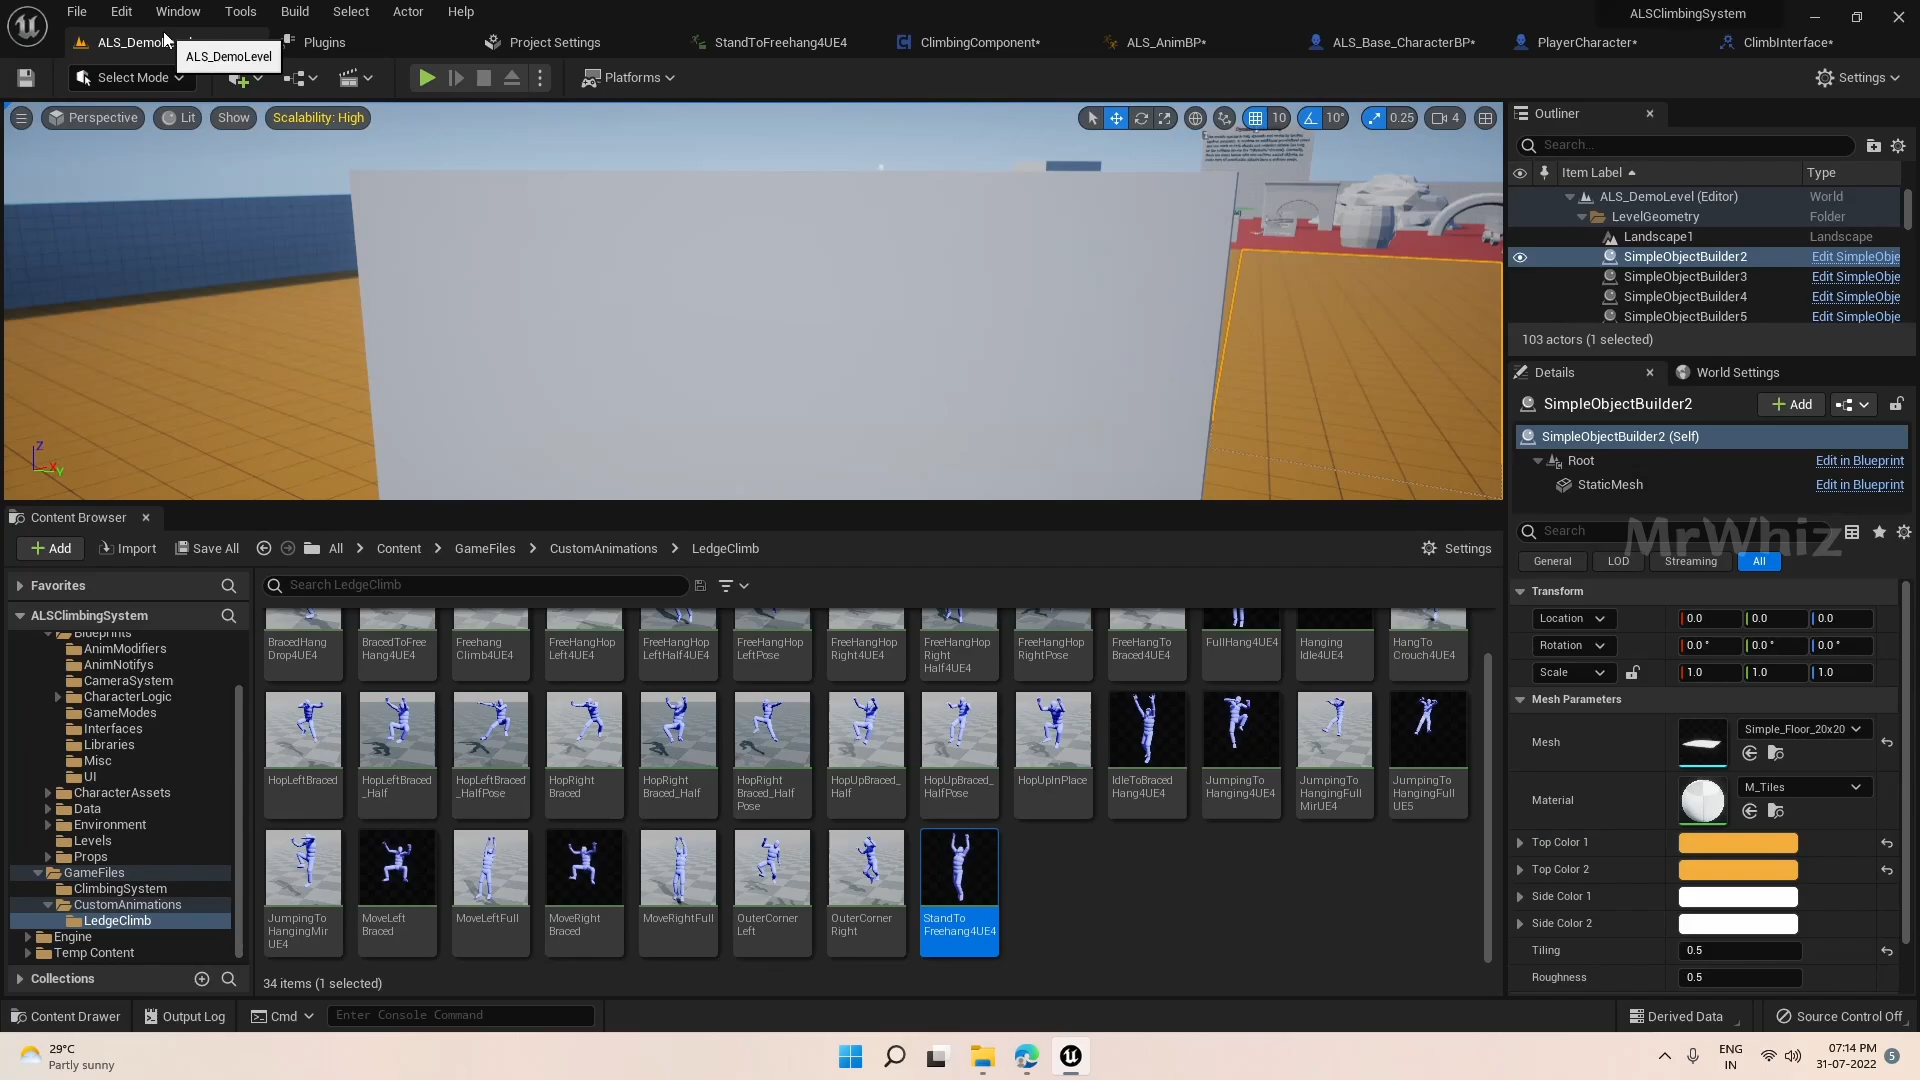 File Edit Window Tools Build Select Actor Help
ALSClimbingSystem
ALS_Demo
Plugins
Project Settings
StandToFreehang4UE4
ClimbingComponent*
ALS_AnimBP*
ALS_Base_CharacterBP*
PlayerCharacter*
ClimbInterface*
ALS_DemoLevel
Select Mode
Platforms
Settings
Perspective
Lit
Show
Scalability: High
10
10°
0.25
4
Outliner
Search...
Item Label
Type
ALS_DemoLevel (Editor) World
LevelGeometry Folder
Landscape1 Landscape
SimpleObjectBuilder2 Edit SimpleObje
SimpleObjectBuilder3 Edit SimpleObje
SimpleObjectBuilder4 Edit SimpleObje
SimpleObjectBuilder5 Edit SimpleObje
103 actors (1 selected)
Details
World Settings
SimpleObjectBuilder2
Add
SimpleObjectBuilder2 (Self)
Root Edit in Blueprint
StaticMesh Edit in Blueprint
Search
MrWhiz
General LOD Streaming All
Transform
Location 0.0 0.0 0.0
Rotation 0.0° 0.0° 0.0°
Scale 1.0 1.0 1.0
Mesh Parameters
Mesh Simple_Floor_20x20
Material M_Tiles
Top Color 1
Top Color 2
Side Color 1
Side Color 2
Tiling 0.5
Roughness 0.5
Z
X
Y
Content Browser
Add Import Save All All Content GameFiles CustomAnimations LedgeClimb
Settings
Favorites
ALSClimbingSystem
Blueprints
AnimModifiers
AnimNotifys
CameraSystem
CharacterLogic
GameModes
Interfaces
Libraries
Misc
UI
CharacterAssets
Data
Environment
Levels
Props
GameFiles
ClimbingSystem
CustomAnimations
LedgeClimb
Engine
Temp Content
Collections
Search LedgeClimb
BracedHang
Drop4UE4
BracedToFree
Hang4UE4
Freehang
Climb4UE4
FreeHangHop
Left4UE4
FreeHangHop
LeftHalf4UE4
FreeHangHop
LeftPose
FreeHangHop
Right4UE4
FreeHangHop
Right
Half4UE4
FreeHangHop
RightPose
FreeHangTo
Braced4UE4
FullHang4UE4
Hanging
Idle4UE4
HangTo
Crouch4UE4
HopLeftBraced
HopLeftBraced
_Half
HopLeftBraced
_HalfPose
HopRight
Braced
HopRight
Braced_Half
HopRight
Braced_Half
Pose
HopUpBraced_
Half
HopUpBraced_
HalfPose
HopUpInPlace
IdleToBraced
Hang4UE4
JumpingTo
Hanging4UE4
JumpingTo
HangingFull
MirUE4
JumpingTo
HangingFull
UE5
JumpingTo
HangingMir
UE4
MoveLeft
Braced
MoveLeftFull
MoveRight
Braced
MoveRightFull
OuterCorner
Left
OuterCorner
Right
StandTo
Freehang4UE4
34 items (1 selected)
Content Drawer
Output Log
Cmd
Enter Console Command
Derived Data
Source Control Off
29°C
Partly sunny
ENG
IN
07:14 PM
31-07-2022
5